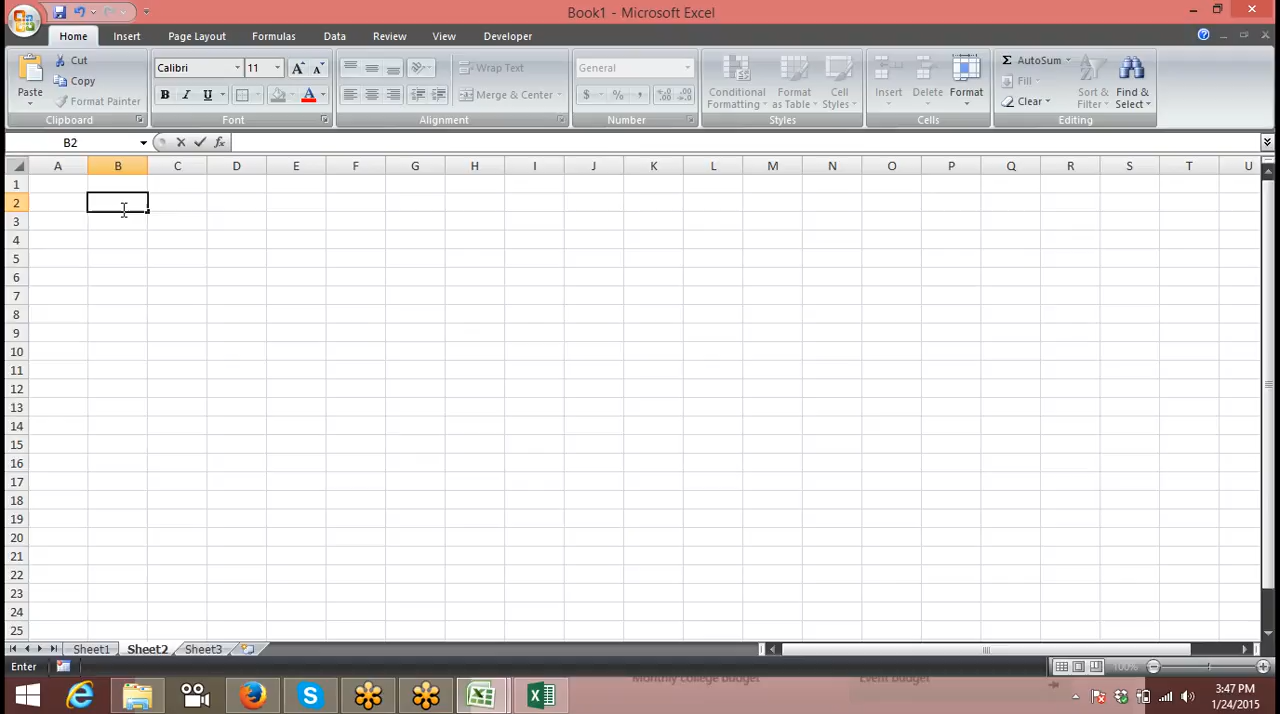 Book1 - Microsoft Excel
Home Insert Page Layout Formulas Data Review View Developer
Paste Cut Copy Format Painter Clipboard
Calibri 11 A A B I U A Font
Wrap Text Merge & Center Alignment
General $ % , Number
Conditional Formatting Format as Table Cell Styles Styles
Insert Delete Format Cells
Σ AutoSum Fill Clear Sort & Filter Find & Select Editing
B2 fx
A B C D E F G H I J K L M N O P Q R S T U
1
2
3
4
5
6
7
8
9
10
11
12
13
14
15
16
17
18
19
20
21
22
23
24
25
Sheet1 Sheet2 Sheet3
Enter 100%
Monthly college budget Event budget
3:47 PM
1/24/2015